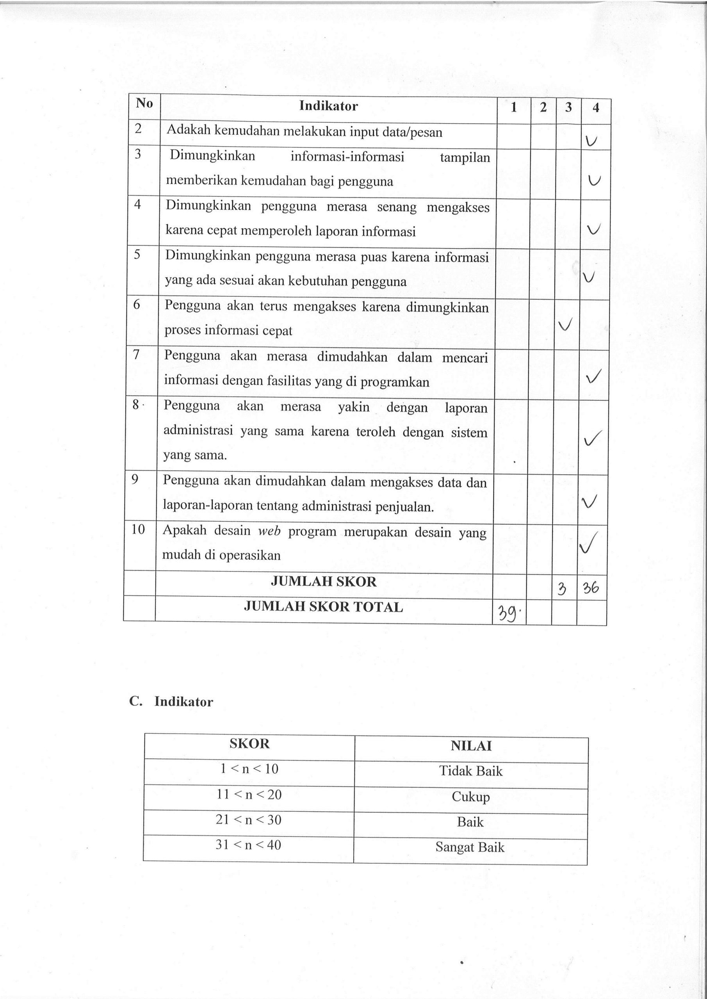 No Indikator 1 2 3 4
2 Adakah kemudahan melakukan input data/pesan V
3 Dimungkinkan informasi-informasi tampilan
memberikan kemudahan bagi pengguna V
4 Dimungkinkan pengguna merasa senang mengakses
karena cepat memperoleh laporan informasi V
5 Dimungkinkan pengguna merasa puas karena informasi
yang ada sesuai akan kebutuhan pengguna V
6 Pengguna akan terus mengakses karena dimungkinkan
proses informasi cepat V
7 Pengguna akan merasa dimudahkan dalam mencari
informasi dengan fasilitas yang di programkan V
8 Pengguna akan merasa yakin dengan laporan
administrasi yang sama karena teroleh dengan sistem V
yang sama.
9 Pengguna akan dimudahkan dalam mengakses data dan
laporan-laporan tentang administrasi penjualan. V
10 Apakah desain web program merupakan desain yang
mudah di operasikan V
JUMLAH SKOR 3 36
JUMLAH SKOR TOTAL 39.
C. Indikator
SKOR NILAI
1 < n < 10 Tidak Baik
11 < n < 20 Cukup
21 < n < 30 Baik
31 < n < 40 Sangat Baik